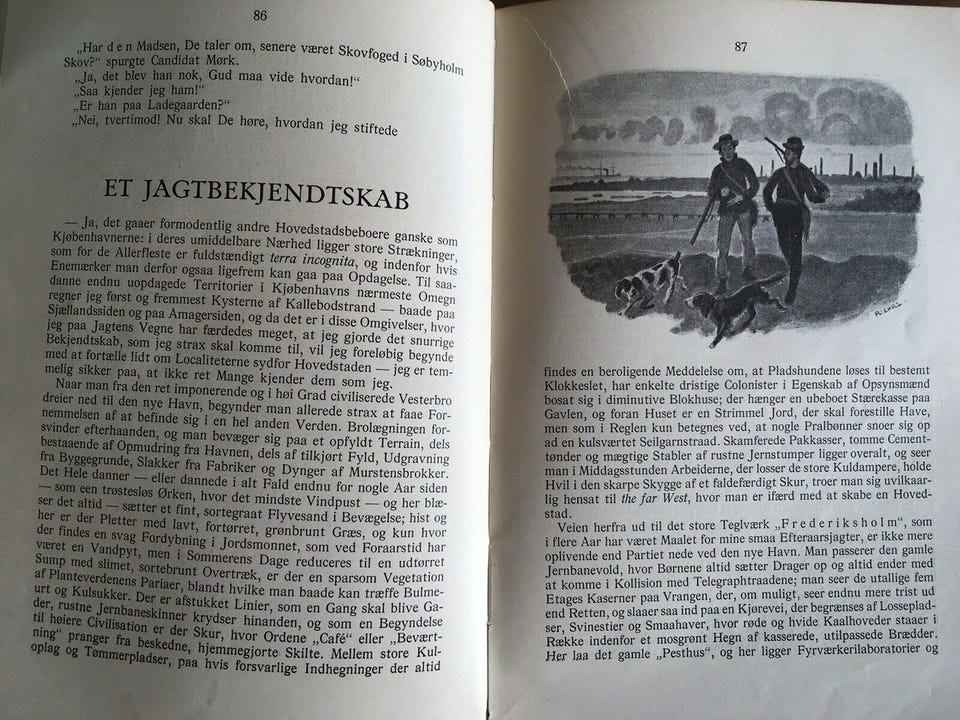 86
„Har d e n Madsen, De taler om, senere været Skovfoged i Søbyholm
Skov?“ spurgte Candidat Mørk.
„Ja, det blev han nok, Gud maa vide hvordan!“
„Saa kjender jeg ham!“
„Er han paa Ladegaarden?“
„Nei, tvertimod! Nu skal De høre, hvordan jeg stiftede
ET JAGTBEKJENDTSKAB
— Ja, det gaaer formodentlig andre Hovedstadsbeboere ganske som
Kjøbenhavnerne: i deres umiddelbare Nærhed ligger store Strækninger,
som for de Allerfleste er fuldstændigt terra incognita, og indenfor hvis
Enemærker man derfor ogsaa ligefrem kan gaa paa Opdagelse. Til saa-
danne endnu uopdagede Territorier i Kjøbenhavns nærmeste Omegn
regner jeg først og fremmest Kysterne af Kallebodstrand — baade paa
Sjællandssiden og paa Amagersiden, og da det er i disse Omgivelser, hvor
jeg paa Jagtens Vegne har færdedes meget, at jeg gjorde det snurrige
Bekjendtskab, som jeg strax skal komme til, vil jeg foreløbig begynde
med at fortælle lidt om Localiteterne sydfor Hovedstaden — jeg er tem-
melig sikker paa, at ikke ret Mange kjender dem som jeg.
Naar man fra den ret imponerende og i høi Grad civiliserede Vesterbro
dreier ned til den nye Havn, begynder man allerede strax at faae For-
nemmelsen af at befinde sig i en hel anden Verden. Brolægningen for-
svinder efterhaanden, og man bevæger sig paa et opfyldt Terrain, dels
bestaaende af Opmudring fra Havnen, dels af tilkjørt Fyld, Udgravning
fra Byggegrunde, Slakker fra Fabriker og Dynger af Murstensbrokker.
Det Hele danner — eller dannede i alt Fald endnu for nogle Aar siden
— som en trøstesløs Ørken, hvor det mindste Vindpust — og her blæ-
ser det altid — sætter et fint, sortegraat Flyvesand i Bevægelse; hist og
her er der Pletter med lavt, fortørret, grønbrunt Græs, og kun hvor
der findes en svag Fordybning i Jordsmonnet, som ved Foraarstid har
været en Vandpyt, men i Sommerens Dage reduceres til en udtørret
Sump med slimet, sortebrunt Overtræk, er der en sparsom Vegetation
af Planteverdenens Pariaer, blandt hvilke man baade kan træffe Bulme-
urt og Kulsukker. Der er afstukket Linier, som en Gang skal blive Ga-
der, rustne Jernbaneskinner krydser hinanden, og som en Begyndelse
til høiere Civilisation er der Skur, hvor Ordene „Café“ eller „Bevært-
ning“ pranger fra beskedne, hjemmegjorte Skilte. Mellem store Kul-
oplag og Tømmerpladser, paa hvis forsvarlige Indhegninger der altid
87
findes en beroligende Meddelelse om, at Pladshundene løses til bestemt
Klokkeslet, har enkelte dristige Colonister i Egenskab af Opsynsmænd
bosat sig i diminutive Blokhuse; der hænger en ubeboet Stærekasse paa
Gavlen, og foran Huset er en Strimmel Jord, der skal forestille Have,
men som i Reglen kun betegnes ved, at nogle Pralbønner snoer sig op
ad en kulsværtet Seilgarnstraad. Skamferede Pakkasser, tomme Cement-
tønder og mægtige Stabler af rustne Jernstumper ligger overalt, og seer
man i Middagsstunden Arbeiderne, der losser de store Kuldampere, holde
Hvil i den skarpe Skygge af et faldefærdigt Skur, troer man sig uvilkaar-
lig hensat til the far West, hvor man er ifærd med at skabe en Hoved-
stad.
Veien herfra ud til det store Teglværk „F r e d e r i k s h o l m“, som
i flere Aar har været Maalet for mine smaa Efteraarsjagter, er ikke mere
oplivende end Partiet nede ved den nye Havn. Man passerer den gamle
Jernbanevold, hvor Børnene altid sætter Drager op og altid ender med
at komme i Kollision med Telegraphtraadene; man seer de utallige fem
Etages Kaserner paa Vrangen, der, om muligt, seer endnu mere trist ud
end Retten, og slaaer saa ind paa en Kjørevei, der begrænses af Lossepled-
ser, Svinestier og Smaahaver, hvor røde og hvide Kaalhoveder staaer i
Række indenfor et mosgrønt Hegn af kasserede, utilpassede Brædder.
Her laa det gamle „Pesthus“, og her ligger Fyrværkerilaboratorier og